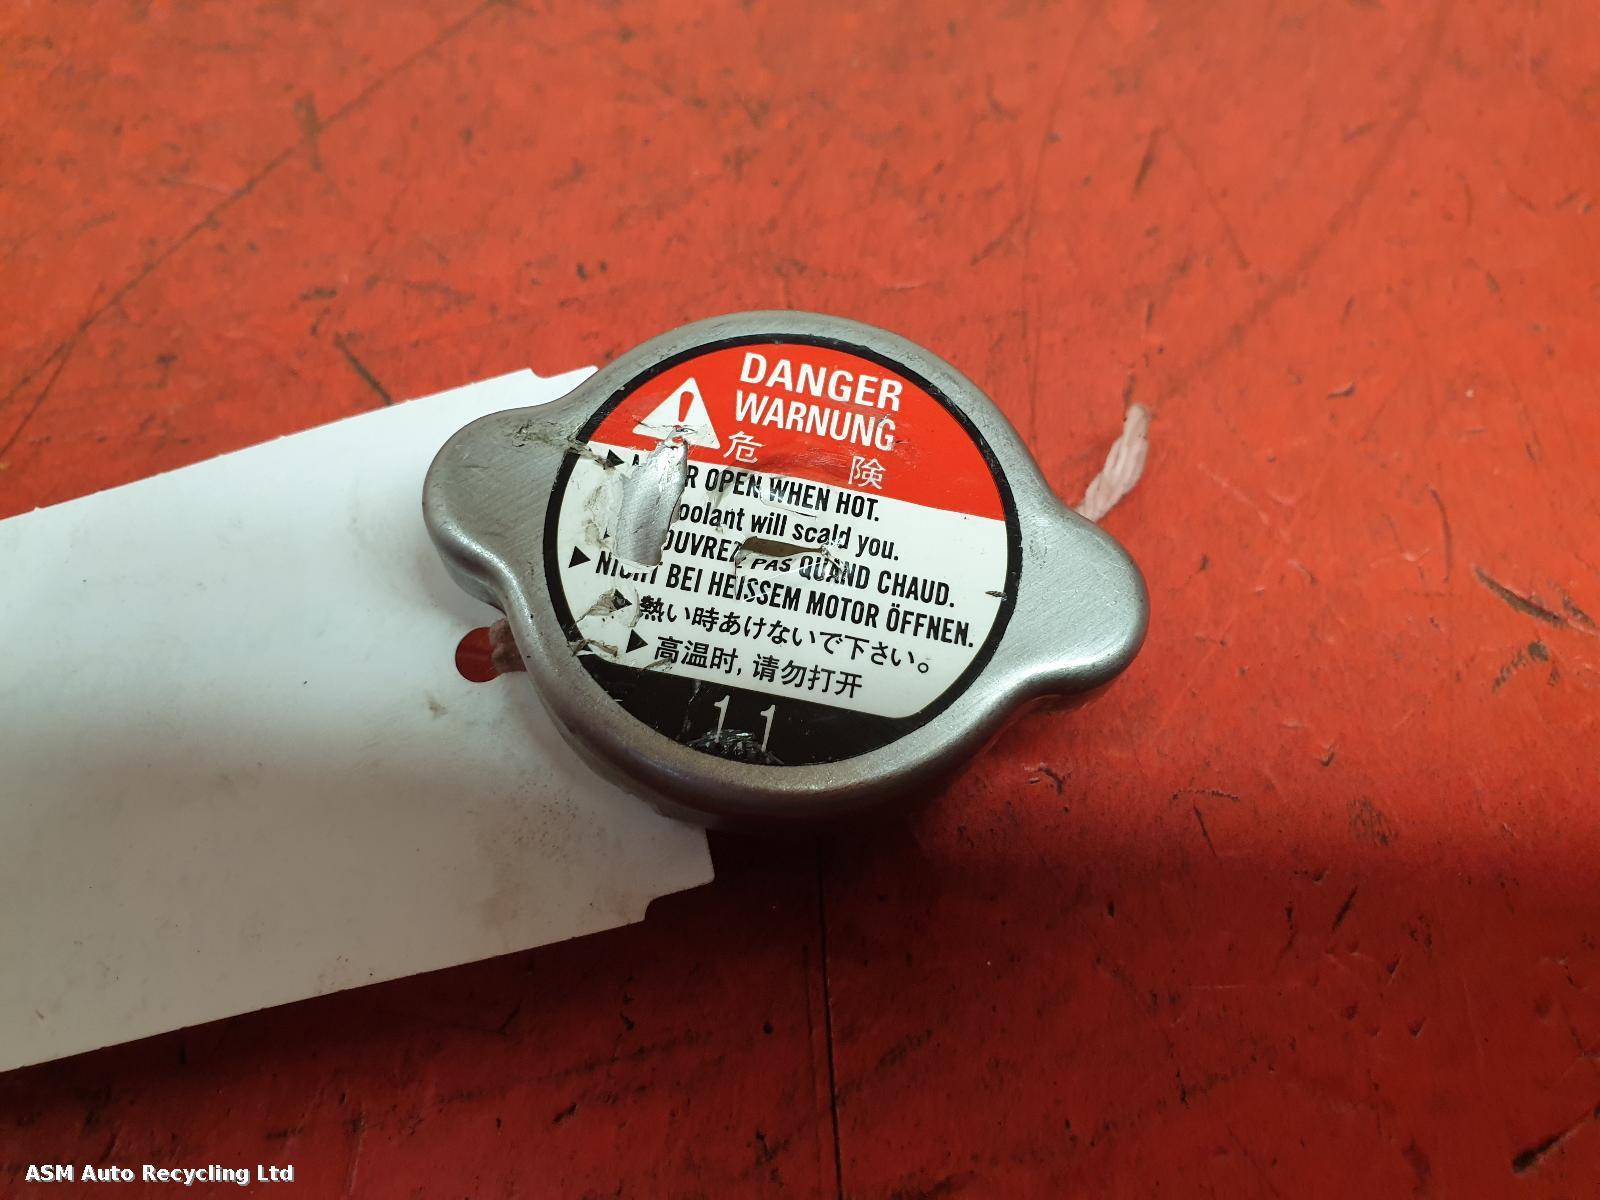 DANGER
WARNUNG
危険
OPEN WHEN HOT.
will scald you.
PAS QUAND CHAUD.
NICHT BEI HEISSEM MOTOR ÖFFNEN.
熱い時あけないで下さい。
高温时,请勿打开
1.1
ASM Auto Recycling Ltd